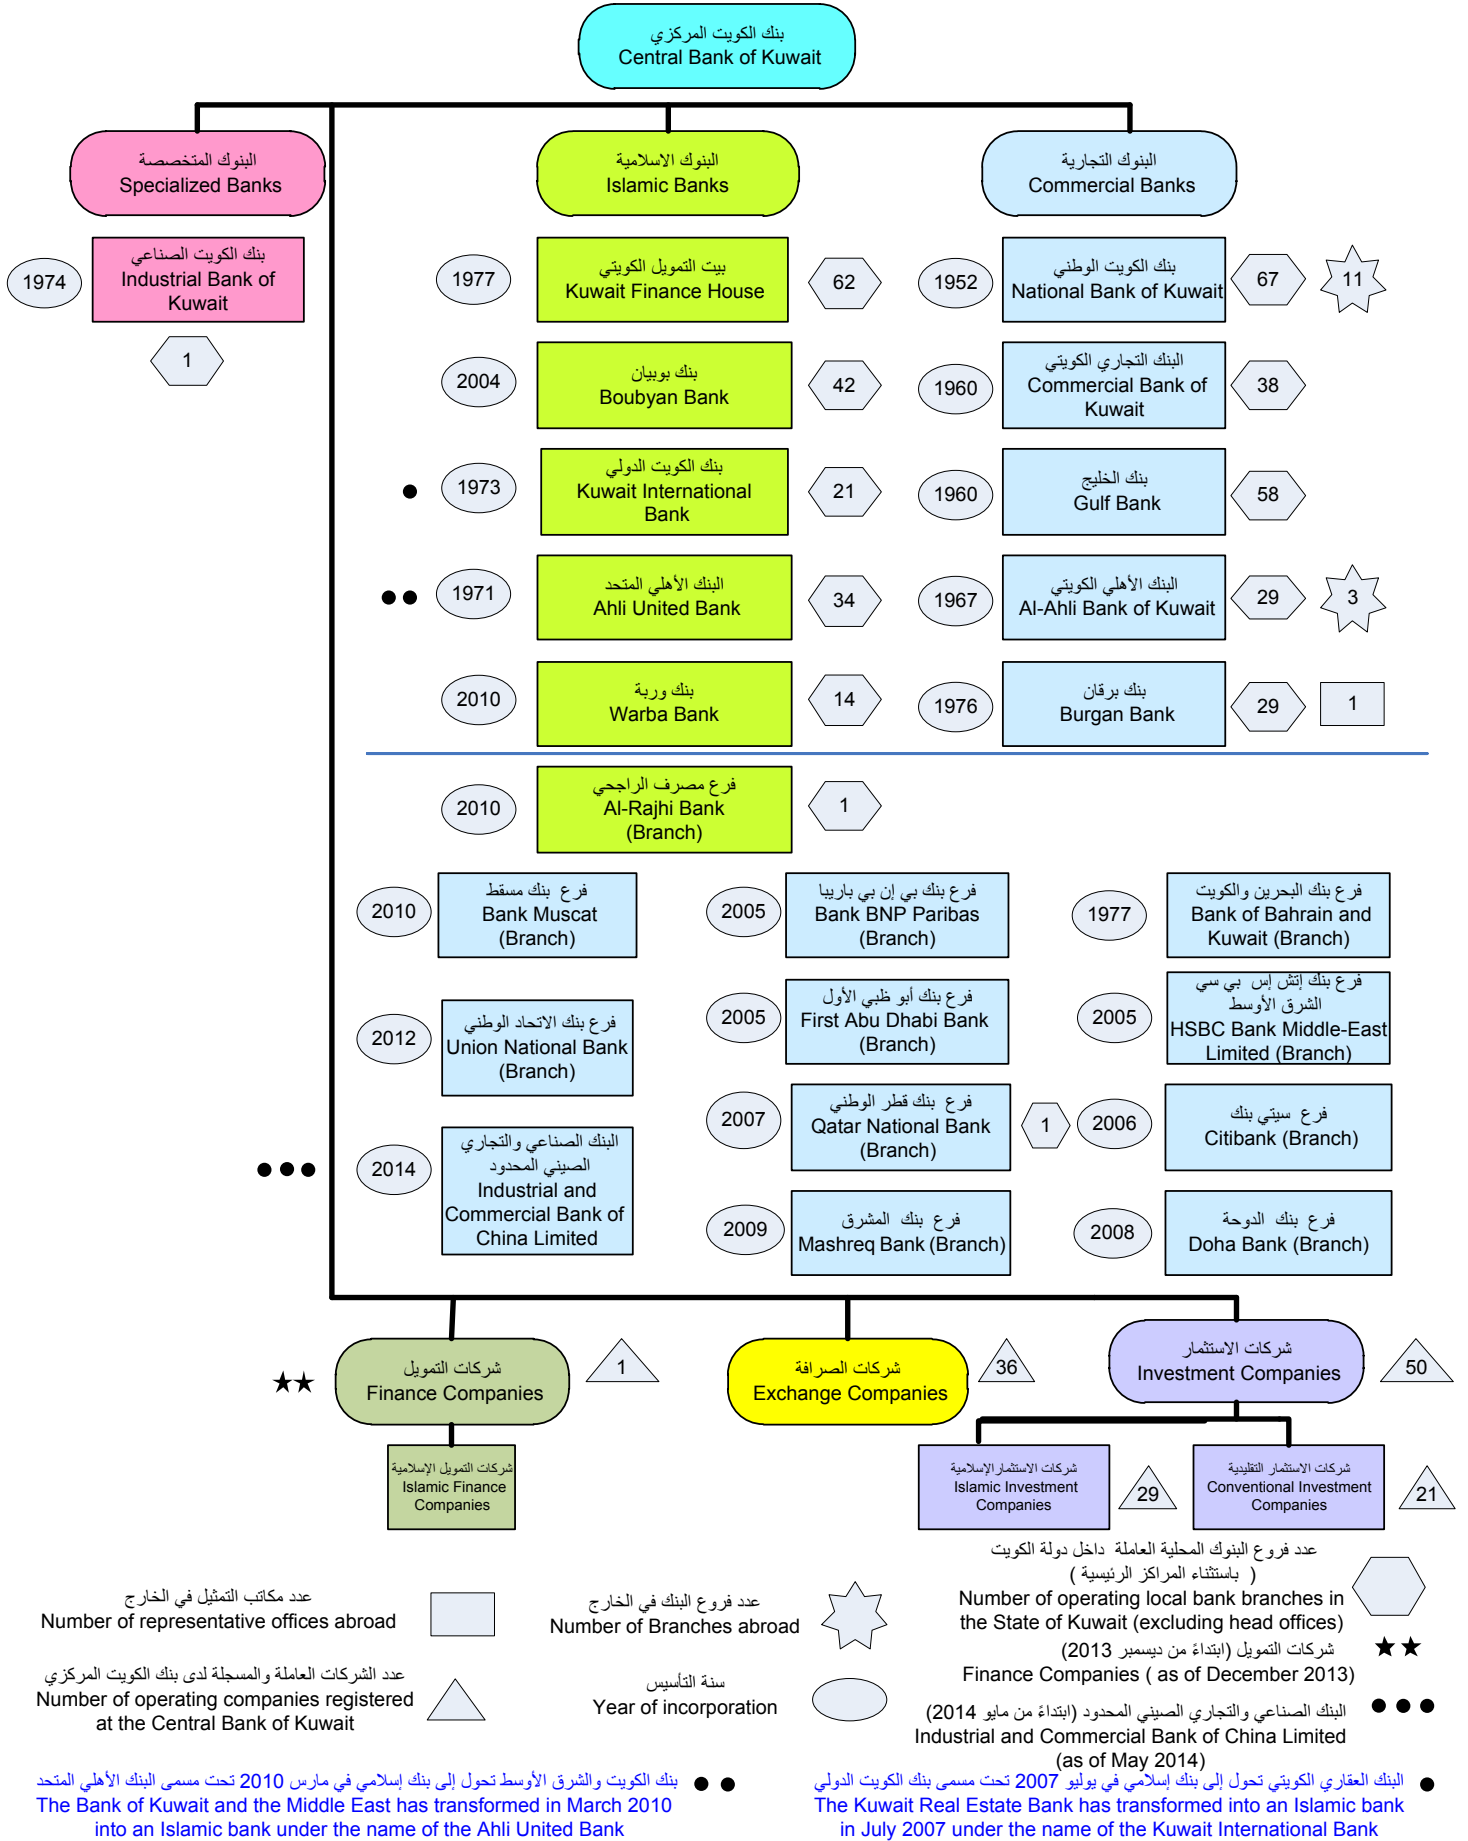 بنك الكويت المركزي
Central Bank of Kuwait
البنوك المتخصصة
Specialized Banks
البنوك الاسلامية
Islamic Banks
البنوك التجارية
Commercial Banks
1974
بنك الكويت الصناعي
Industrial Bank of
Kuwait
1
1977
بيت التمويل الكويتي
Kuwait Finance House
62
1952
بنك الكويت الوطني
National Bank of Kuwait
67
11
2004
بنك بوبيان
Boubyan Bank
42
1960
البنك التجاري الكويتي
Commercial Bank of
Kuwait
38
1973
بنك الكويت الدولي
Kuwait International
Bank
21
1960
بنك الخليج
Gulf Bank
58
1971
البنك الأهلي المتحد
Ahli United Bank
34
1967
البنك الأهلي الكويتي
Al-Ahli Bank of Kuwait
29
3
2010
بنك وربة
Warba Bank
14
1976
بنك برقان
Burgan Bank
29
1
2010
فرع مصرف الراجحي
Al-Rajhi Bank
(Branch)
1
2010
فرع بنك مسقط
Bank Muscat
(Branch)
2005
فرع بنك بي إن بي باريبا
Bank BNP Paribas
(Branch)
1977
فرع بنك البحرين والكويت
Bank of Bahrain and
Kuwait (Branch)
2012
فرع بنك الاتحاد الوطني
Union National Bank
(Branch)
2005
فرع بنك أبو ظبي الأول
First Abu Dhabi Bank
(Branch)
2005
فرع بنك إتش إس بي سي
الشرق الأوسط
HSBC Bank Middle-East
Limited (Branch)
2014
البنك الصناعي والتجاري
الصيني المحدود
Industrial and
Commercial Bank of
China Limited
2007
فرع بنك قطر الوطني
Qatar National Bank
(Branch)
1
2006
فرع سيتي بنك
Citibank (Branch)
2009
فرع بنك المشرق
Mashreq Bank (Branch)
2008
فرع بنك الدوحة
Doha Bank (Branch)
★★
شركات التمويل
Finance Companies
1
شركات الصرافة
Exchange Companies
36
شركات الاستثمار
Investment Companies
50
شركات التمويل الإسلامية
Islamic Finance
Companies
شركات الاستثمار الإسلامية
Islamic Investment
Companies
29
شركات الاستثمار التقليدية
Conventional Investment
Companies
21
عدد فروع البنوك المحلية العاملة داخل دولة الكويت
( باستثناء المراكز الرئيسية )
Number of operating local bank branches in
the State of Kuwait (excluding head offices)
عدد فروع البنك في الخارج
Number of Branches abroad
عدد مكاتب التمثيل في الخارج
Number of representative offices abroad
شركات التمويل (ابتداءً من ديسمبر 2013) ★★
Finance Companies ( as of December 2013)
سنة التأسيس
Year of incorporation
عدد الشركات العاملة والمسجلة لدى بنك الكويت المركزي
Number of operating companies registered
at the Central Bank of Kuwait
البنك الصناعي والتجاري الصيني المحدود (ابتداءً من مايو 2014) ●●●
Industrial and Commercial Bank of China Limited
(as of May 2014)
البنك العقاري الكويتي تحول إلى بنك إسلامي في يوليو 2007 تحت مسمى بنك الكويت الدولي ●
The Kuwait Real Estate Bank has transformed into an Islamic bank
in July 2007 under the name of the Kuwait International Bank
بنك الكويت والشرق الأوسط تحول إلى بنك إسلامي في مارس 2010 تحت مسمى البنك الأهلي المتحد ●●
The Bank of Kuwait and the Middle East has transformed in March 2010
into an Islamic bank under the name of the Ahli United Bank